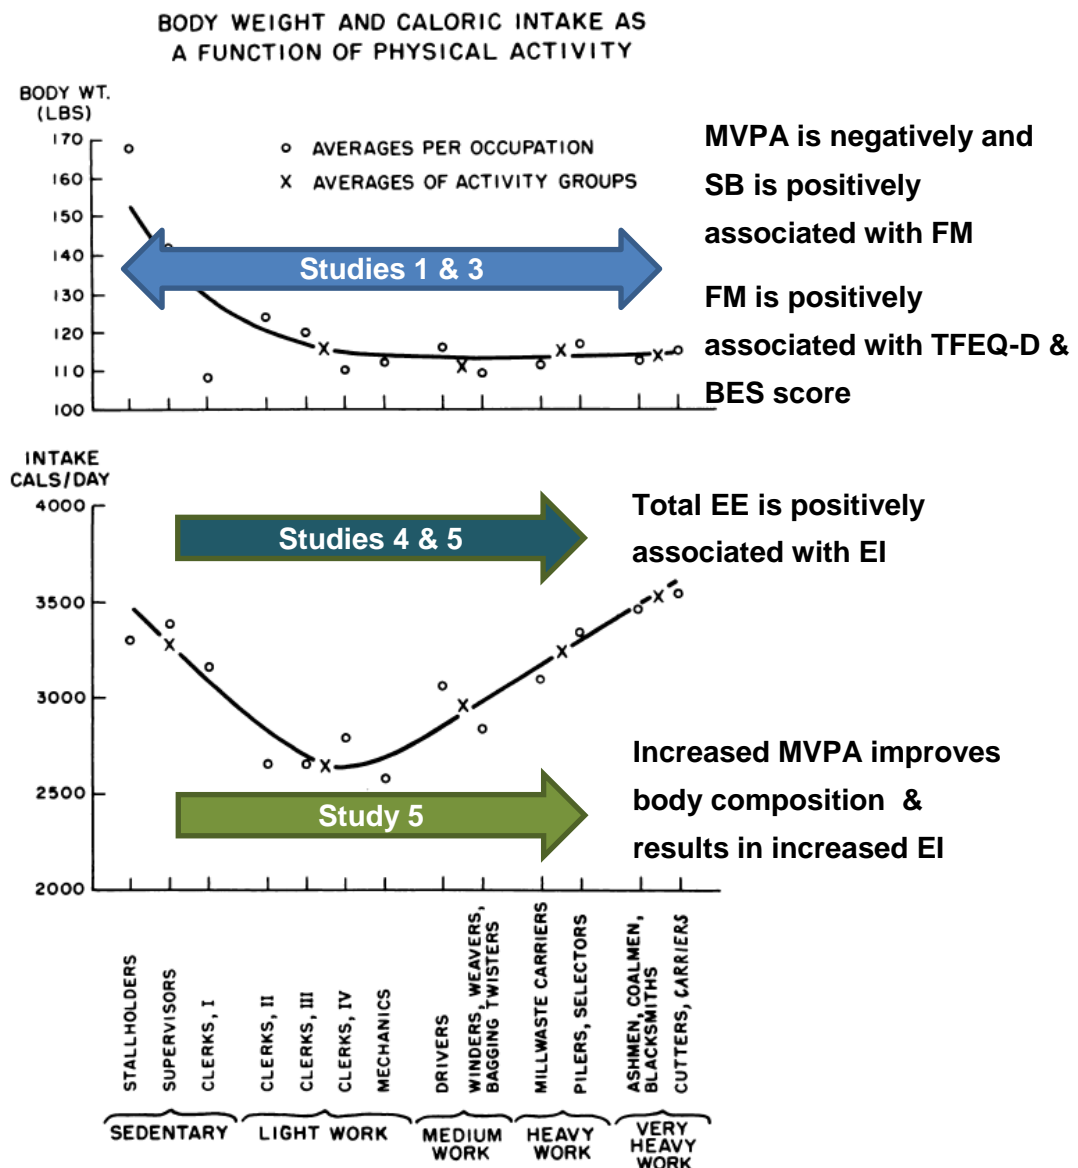 BODY WEIGHT AND CALORIC INTAKE AS
A FUNCTION OF PHYSICAL ACTIVITY
BODY WT.
(LBS)
170
160
150
140
130
120
110
100
o AVERAGES PER OCCUPATION
X AVERAGES OF ACTIVITY GROUPS
Studies 1 & 3
MVPA is negatively and
SB is positively
associated with FM
FM is positively
associated with TFEQ-D &
BES score
INTAKE
CALS/DAY
4000
3500
3000
2500
2000
Studies 4 & 5
Total EE is positively
associated with EI
Study 5
Increased MVPA improves
body composition &
results in increased EI
STALLHOLDERS
SUPERVISORS
CLERKS, I
CLERKS, II
CLERKS, III
CLERKS, IV
MECHANICS
DRIVERS
WINDERS, WEAVERS,
BAGGING TWISTERS
MILLWASTE CARRIERS
PILERS, SELECTORS
ASHMEN, COALMEN,
BLACKSMITHS
CUTTERS, CARRIERS
SEDENTARY
LIGHT WORK
MEDIUM
WORK
HEAVY
WORK
VERY
HEAVY
WORK